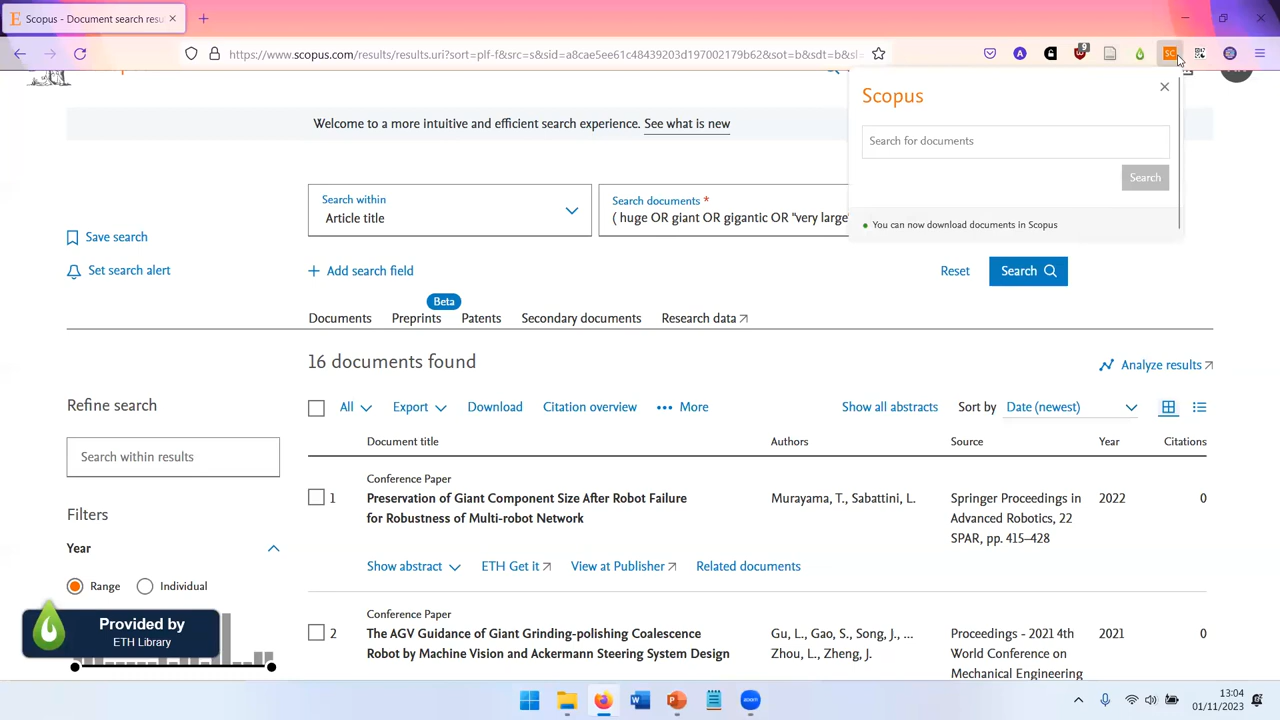 Scopus - Document search resu
https://www.scopus.com/results/results.uri?sort=plf-f&src=s&sid=a8cae5ee61c48439203d197002179b62&sot=b&sdt=b&sl
9
SC
Scopus
Search for documents
Search
You can now download documents in Scopus
Welcome to a more intuitive and efficient search experience. See what is new
Search within
Article title
Search documents *
( huge OR giant OR gigantic OR "very large"
Save search
Set search alert
+ Add search field
Reset
Search
Beta
Documents Preprints Patents Secondary documents Research data
16 documents found
Analyze results
Refine search
Search within results
Filters
Year
Range
Individual
Provided by
ETH Library
All Export Download Citation overview ••• More
Show all abstracts Sort by Date (newest)
Document title Authors Source Year Citations
Conference Paper
1 Preservation of Giant Component Size After Robot Failure
for Robustness of Multi-robot Network
Murayama, T., Sabattini, L.
Springer Proceedings in
Advanced Robotics, 22
SPAR, pp. 415–428
2022
0
Show abstract ETH Get it View at Publisher Related documents
Conference Paper
2 The AGV Guidance of Giant Grinding-polishing Coalescence
Robot by Machine Vision and Ackermann Steering System Design
Gu, L., Gao, S., Song, J., ...
Zhou, L., Zheng, J.
Proceedings - 2021 4th
World Conference on
Mechanical Engineering
2021
0
zoom
13:04
01/11/2023